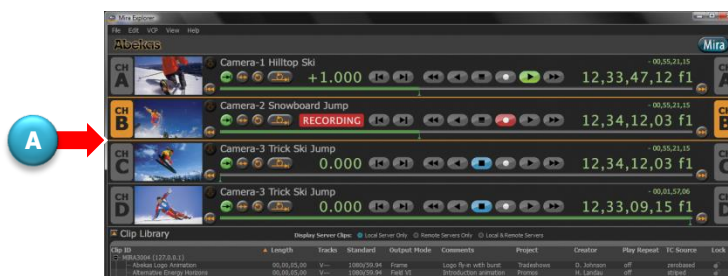 Mira Explorer
File Edit VCP View Help
Abekas Mira
CH A Camera-1 Hilltop Ski - 00,55,21,15 CH A
+1.000 12,33,47,12 f1
CH B Camera-2 Snowboard Jump - 00,55,21,15 CH B
RECORDING 12,34,12,03 f1
A
CH C Camera-3 Trick Ski Jump - 00,55,21,15 CH C
0.000 12,34,12,03 f1
CH D Camera-3 Trick Ski Jump - 00,01,57,06 CH D
0.000 12,33,09,15 f1
Clip Library Display Server Clips: Local Server Only Remote Servers Only Local & Remote Servers
Clip ID Length Tracks Standard Output Mode Comments Project Creator Play Repeat TC Source Lock
MIRA3004 (127.0.0.1)
Abekas Logo Animation 00,00,05,00 V--- 1080/59.94 Frame Logo fly-in with burst Tradeshows D. Johnson off zerobased
Alternative Energy Horizons 00,00,05,00 V--- 1080/59.94 Field VI Introduction animation Promos H. Landau off striped